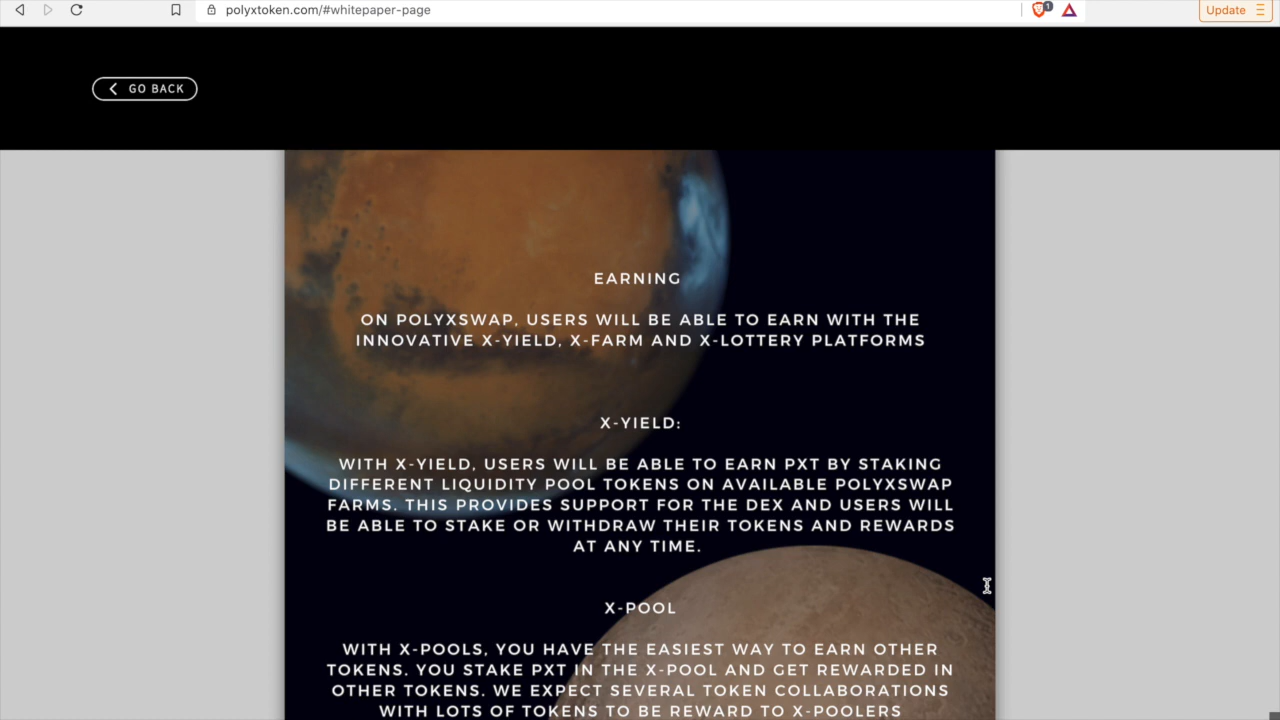 polyxtoken.com/#whitepaper-page
1
Update
GO BACK
EARNING
ON POLYXSWAP, USERS WILL BE ABLE TO EARN WITH THE
INNOVATIVE X-YIELD, X-FARM AND X-LOTTERY PLATFORMS
X-YIELD:
WITH X-YIELD, USERS WILL BE ABLE TO EARN PXT BY STAKING
DIFFERENT LIQUIDITY POOL TOKENS ON AVAILABLE POLYXSWAP
FARMS. THIS PROVIDES SUPPORT FOR THE DEX AND USERS WILL
BE ABLE TO STAKE OR WITHDRAW THEIR TOKENS AND REWARDS
AT ANY TIME.
X-POOL
WITH X-POOLS, YOU HAVE THE EASIEST WAY TO EARN OTHER
TOKENS. YOU STAKE PXT IN THE X-POOL AND GET REWARDED IN
OTHER TOKENS. WE EXPECT SEVERAL TOKEN COLLABORATIONS
WITH LOTS OF TOKENS TO BE REWARD TO X-POOLERS